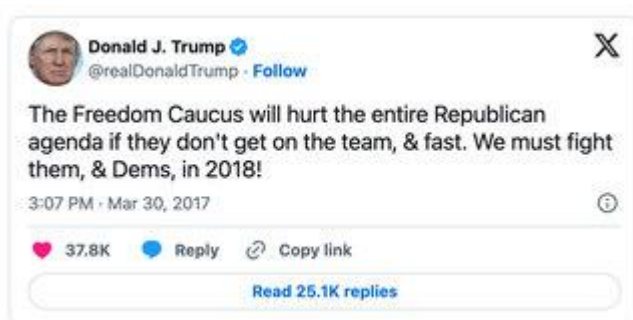 Donald J. Trump
@realDonaldTrump · Follow
The Freedom Caucus will hurt the entire Republican
agenda if they don't get on the team, & fast. We must fight
them, & Dems, in 2018!
3:07 PM · Mar 30, 2017
37.8K Reply Copy link
Read 25.1K replies